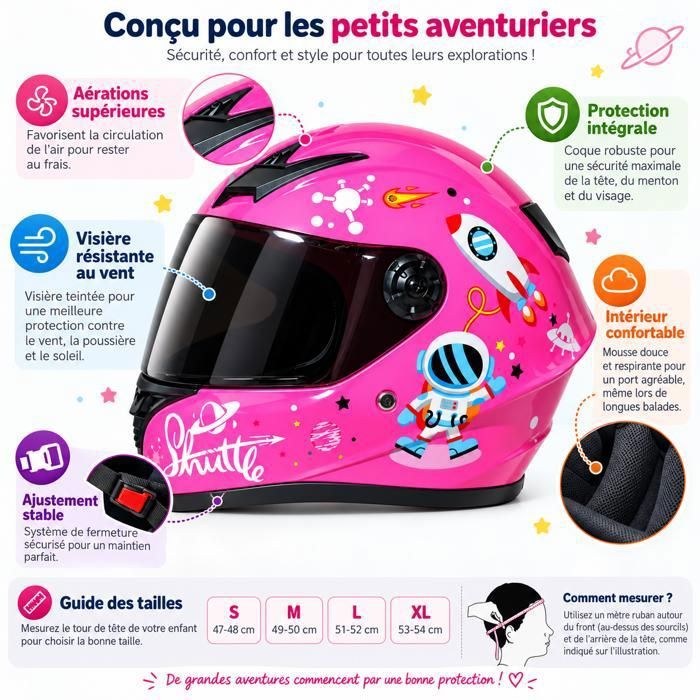 Conçu pour les petits aventuriers
Sécurité, confort et style pour toutes leurs explorations !
Aérations
supérieures
Favorisent la circulation
de l'air pour rester
au frais.
Protection
intégrale
Coque robuste pour
une sécurité maximale
de la tête, du menton
et du visage.
Visière
résistante
au vent
Visière teintée pour
une meilleure
protection contre
le vent, la poussière
et le soleil.
Intérieur
confortable
Mousse douce
et respirante pour
un port agréable,
même lors de
longues balades.
Shuttle
Ajustement
stable
Système de fermeture
sécurisé pour un maintien
parfait.
Guide des tailles
Mesurez le tour de tête de votre enfant
pour choisir la bonne taille.
S
47-48 cm
M
49-50 cm
L
51-52 cm
XL
53-54 cm
Comment mesurer ?
Utilisez un mètre ruban autour
du front (au-dessus des sourcils)
et de l'arrière de la tête, comme
indiqué sur l'illustration.
De grandes aventures commencent par une bonne protection !